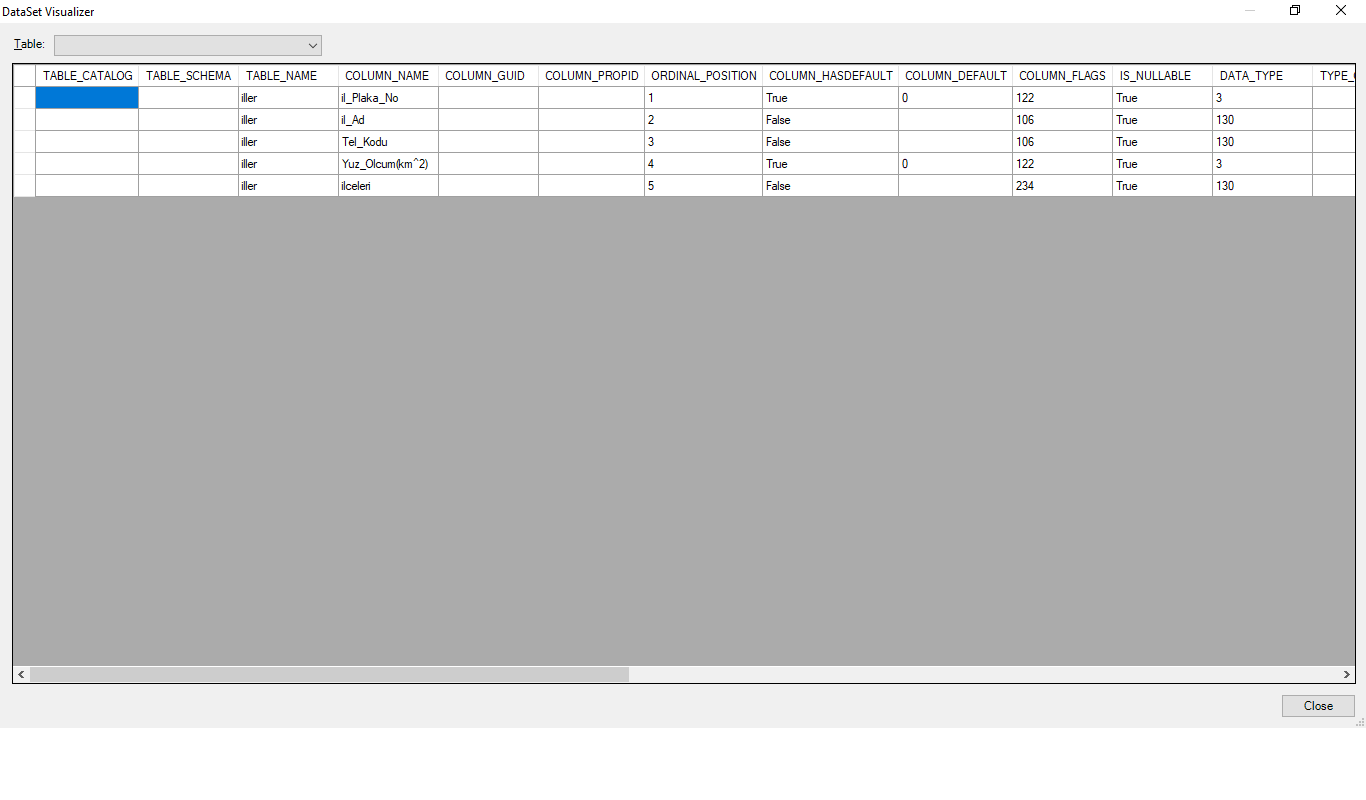 DataSet Visualizer
Table:
TABLE_CATALOG TABLE_SCHEMA TABLE_NAME COLUMN_NAME COLUMN_GUID COLUMN_PROPID ORDINAL_POSITION COLUMN_HASDEFAULT COLUMN_DEFAULT COLUMN_FLAGS IS_NULLABLE DATA_TYPE TYPE_
iller il_Plaka_No 1 True 0 122 True 3
iller il_Ad 2 False 106 True 130
iller Tel_Kodu 3 False 106 True 130
iller Yuz_Olcum(km^2) 4 True 0 122 True 3
iller ilceleri 5 False 234 True 130
Close